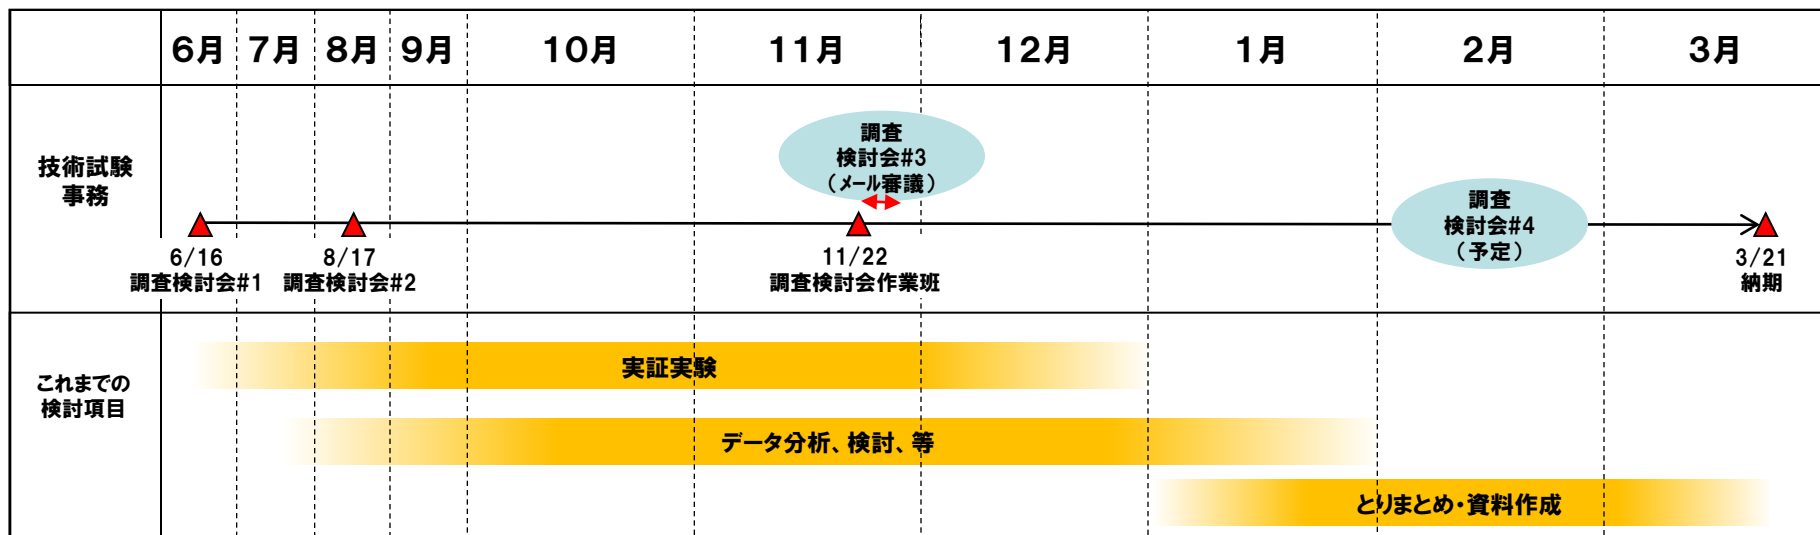 6月 7月 8月 9月 10月 11月 12月 1月 2月 3月
技術試験
事務
調査
検討会#3
（メール審議）
調査
検討会#4
（予定）
6/16
調査検討会#1
8/17
調査検討会#2
11/22
調査検討会作業班
3/21
納期
これまでの
検討項目
実証実験
データ分析、検討、等
とりまとめ・資料作成